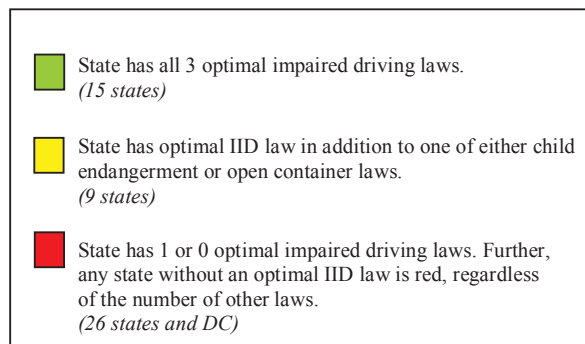 State has all 3 optimal impaired driving laws.
(15 states)
State has optimal IID law in addition to one of either child
endangerment or open container laws.
(9 states)
State has 1 or 0 optimal impaired driving laws. Further,
any state without an optimal IID law is red, regardless
of the number of other laws.
(26 states and DC)